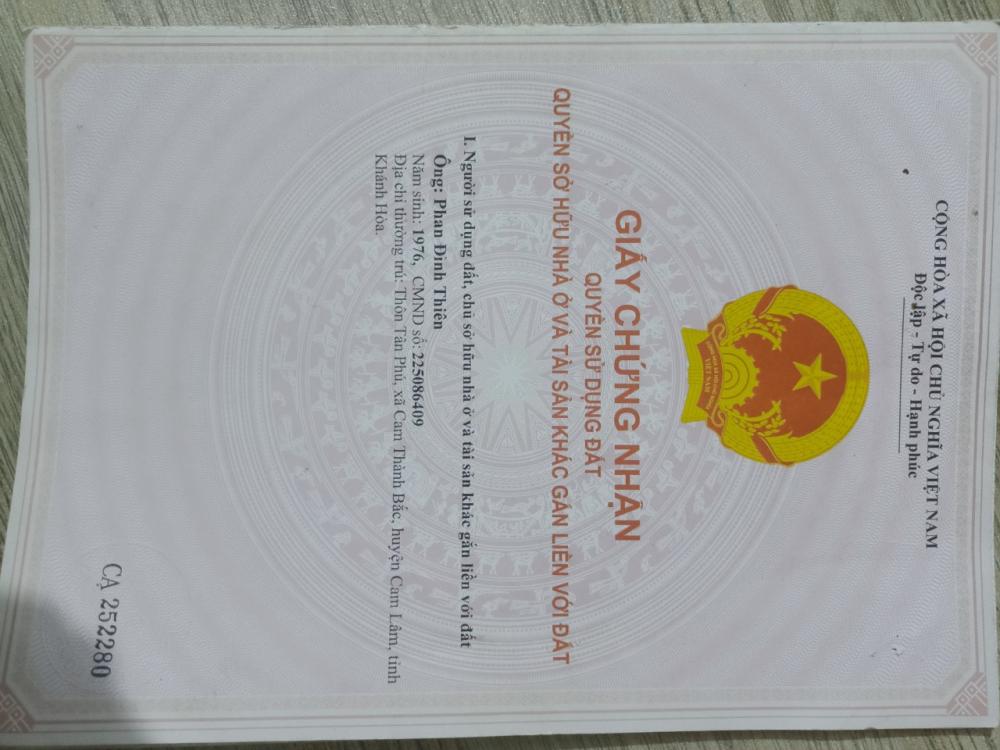 CỘNG HÒA XÃ HỘI CHỦ NGHĨA VIỆT NAM
Độc lập - Tự do - Hạnh phúc
VIỆT NAM
GIẤY CHỨNG NHẬN
QUYỀN SỬ DỤNG ĐẤT
QUYỀN SỞ HỮU NHÀ Ở VÀ TÀI SẢN KHÁC GẮN LIỀN VỚI ĐẤT
I. Người sử dụng đất, chủ sở hữu nhà ở và tài sản khác gắn liền với đất
Ông: Phan Đình Thiên
Năm sinh: 1976, CMND số: 225086409
Địa chỉ thường trú: Thôn Tân Phú, xã Cam Thành Bắc, huyện Cam Lâm, tỉnh
Khánh Hòa.
CẠ 252280